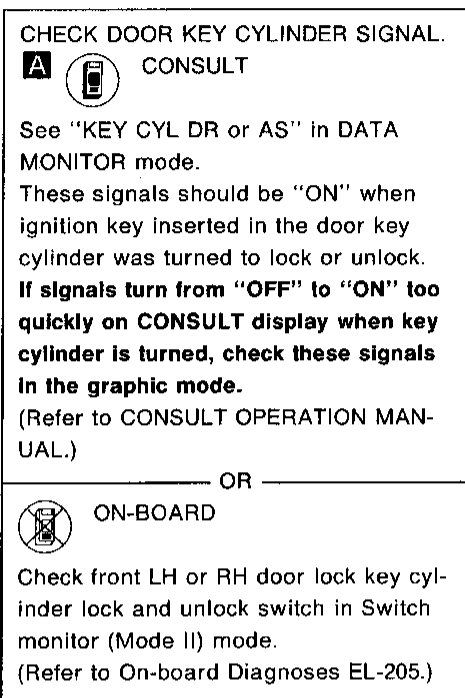 CHECK DOOR KEY CYLINDER SIGNAL.
A CONSULT
See "KEY CYL DR or AS" in DATA
MONITOR mode.
These signals should be "ON" when
ignition key inserted in the door key
cylinder was turned to lock or unlock.
If signals turn from "OFF" to "ON" too
quickly on CONSULT display when key
cylinder is turned, check these signals
in the graphic mode.
(Refer to CONSULT OPERATION MAN-
UAL.)
OR
ON-BOARD
Check front LH or RH door lock key cyl-
inder lock and unlock switch in Switch
monitor (Mode II) mode.
(Refer to On-board Diagnoses EL-205.)